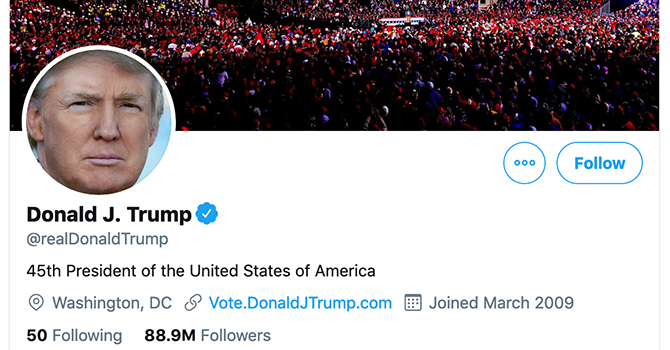 Follow
Donald J. Trump
@realDonaldTrump
45th President of the United States of America
Washington, DC Vote.DonaldJTrump.com Joined March 2009
50 Following 88.9M Followers